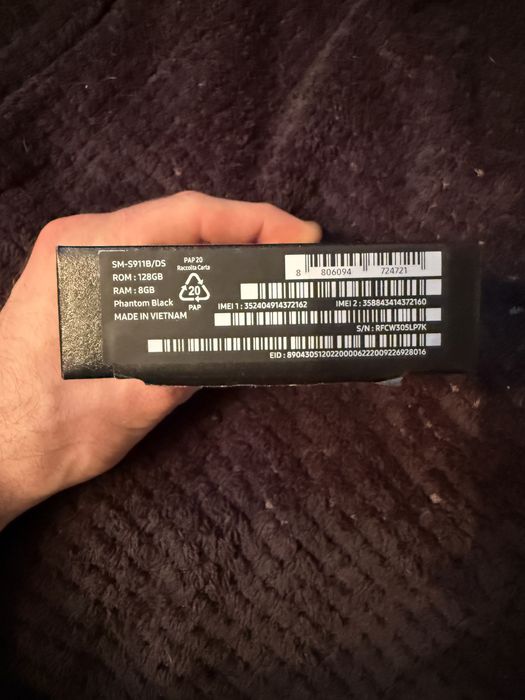 SM-S911B/DS
ROM : 128GB
RAM : 8GB
Phantom Black
MADE IN VIETNAM
PAP 20
Raccolta Carta
20
PAP
8 806094 724721
IMEI 1 : 352404914372162
IMEI 2 : 358843414372160
S/N : RFCW305LP7K
EID : 89043051202200006222009226928016